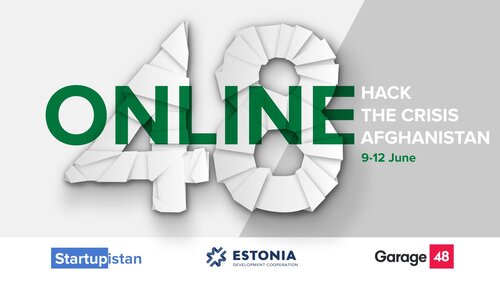 48
ONLINE
HACK
THE CRISIS
AFGHANISTAN
9-12 June
Startupistan
ESTONIA
DEVELOPMENT COOPERATION
Garage 48